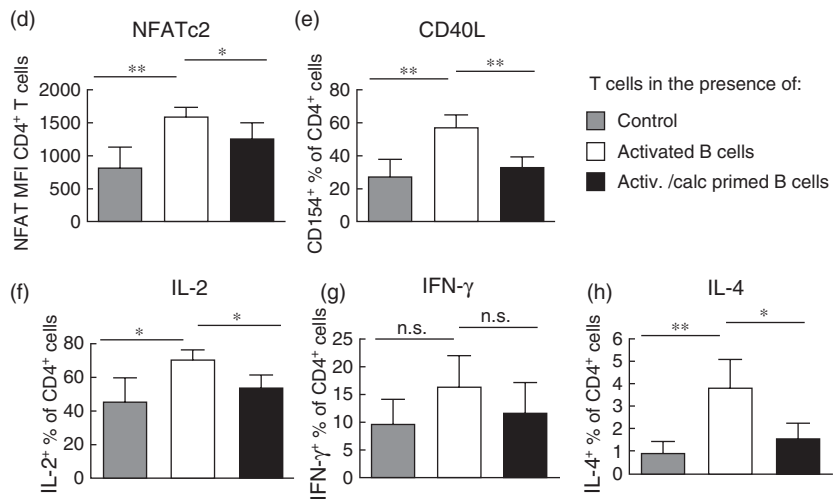 (d)
NFATc2
NFAT MFI CD4⁺ T cells
2000
1500
1000
500
0
**
*
(e)
CD40L
CD154⁺ % of CD4⁺ cells
80
60
40
20
0
**
**
T cells in the presence of:
Control
Activated B cells
Activ. /calc primed B cells
(f)
IL-2
IL-2⁺ % of CD4⁺ cells
80
60
40
20
0
*
*
(g)
IFN-γ
IFN-γ⁺ % of CD4⁺ cells
25
20
15
10
5
0
n.s.
n.s.
(h)
IL-4
IL-4⁺ % of CD4⁺ cells
6
5
4
3
2
1
0
**
*